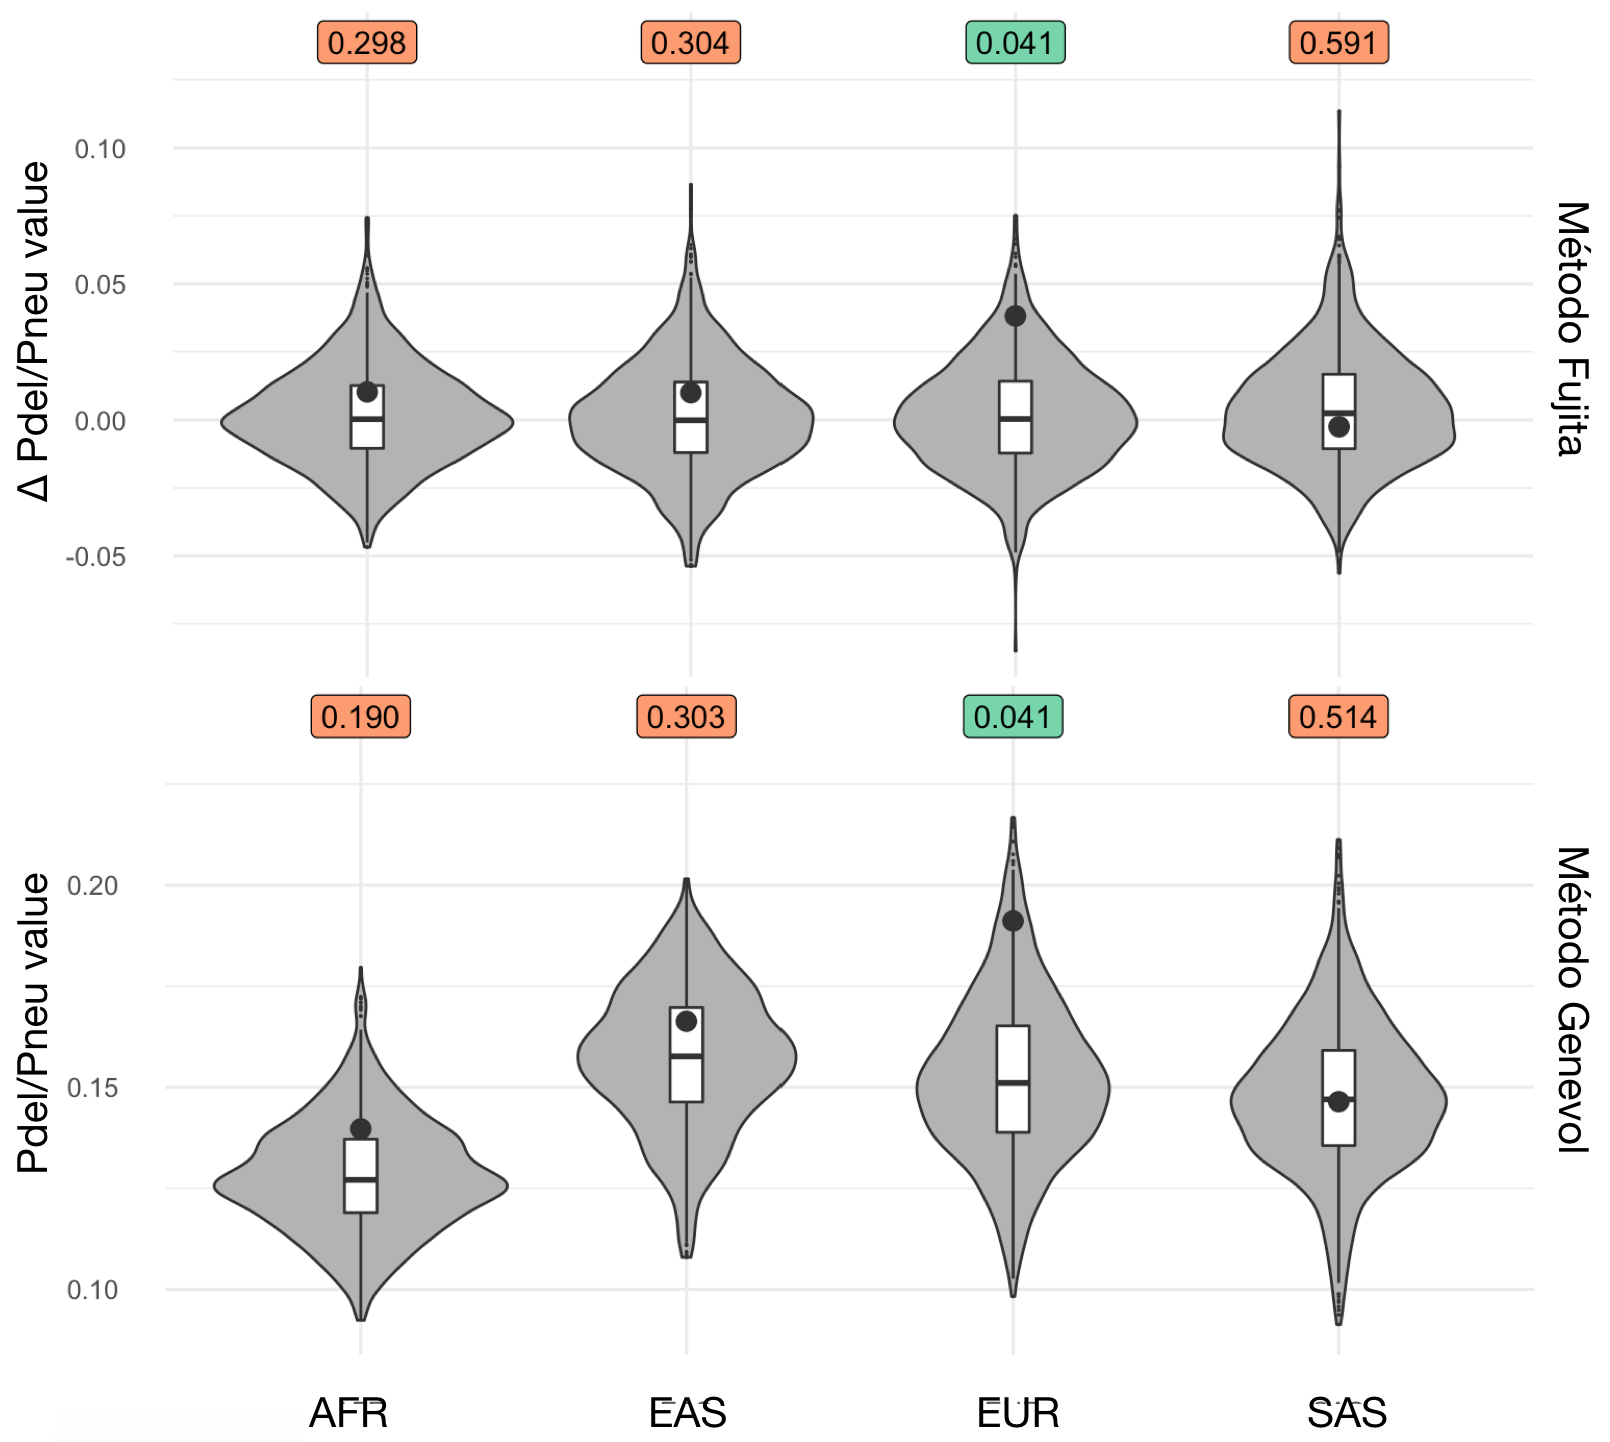 0.298 0.304 0.041 0.591
0.10
0.05
0.00
-0.05
Δ Pdel/Pneu value
Método Fujita
0.190 0.303 0.041 0.514
0.20
0.15
0.10
Pdel/Pneu value
Método Genevol
AFR EAS EUR SAS